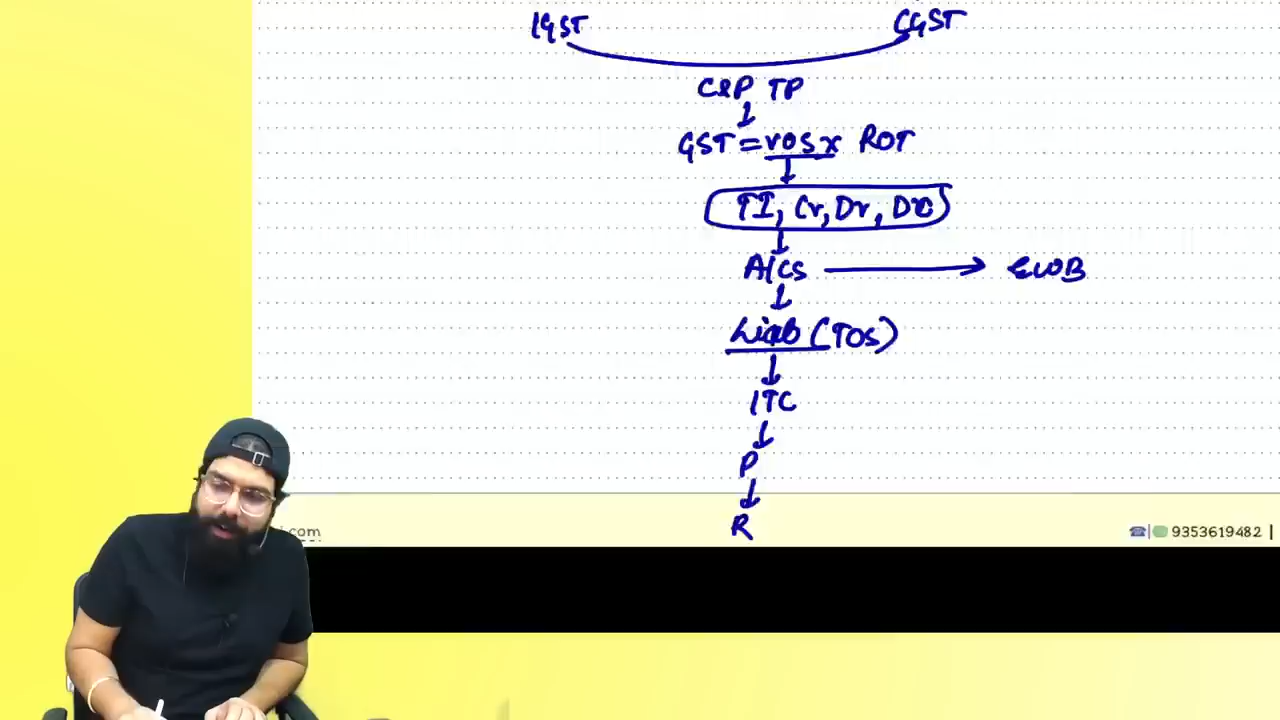 IGST CGST
C&P TP
GST = VOS x ROT
TI, Cr, Dr, DC
A/Cs → EWB
Liab (TOS)
ITC
P
R
.com
9353619482 |